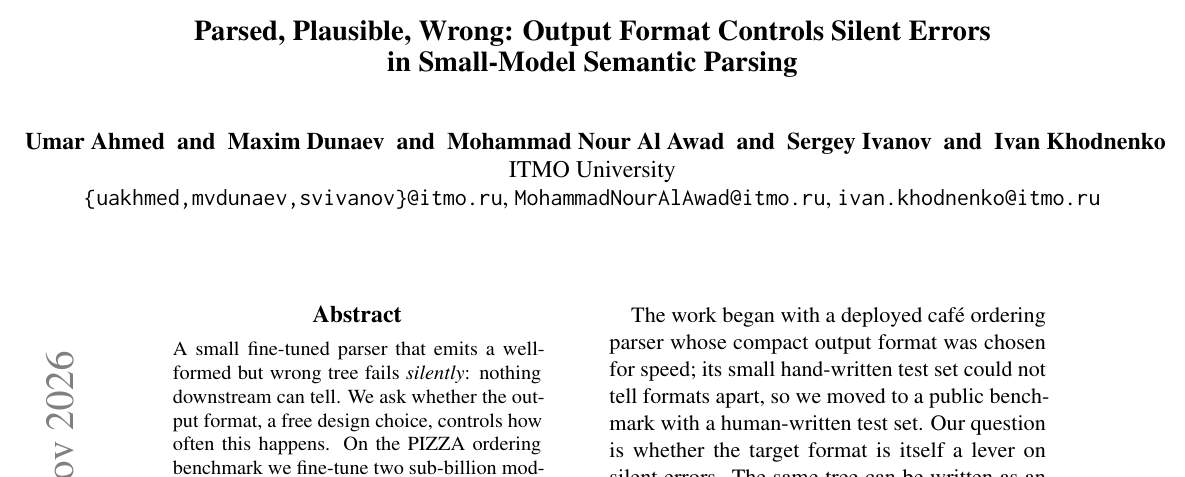 Parsed, Plausible, Wrong: Output Format Controls Silent Errors
in Small-Model Semantic Parsing
Umar Ahmed and Maxim Dunaev and Mohammad Nour Al Awad and Sergey Ivanov and Ivan Khodnenko
ITMO University
{uakhmed,mvdunaev,svivanov}@itmo.ru, MohammadNourAlAwad@itmo.ru, ivan.khodnenko@itmo.ru
Abstract
A small fine-tuned parser that emits a well-
formed but wrong tree fails silently: nothing
downstream can tell. We ask whether the out-
put format, a free design choice, controls how
often this happens. On the PIZZA ordering
benchmark we fine-tune two sub-billion mod-
The work began with a deployed café ordering
parser whose compact output format was chosen
for speed; its small hand-written test set could not
tell formats apart, so we moved to a public bench-
mark with a human-written test set. Our question
is whether the target format is itself a lever on
silent errors. The same tree can be written as an
2026